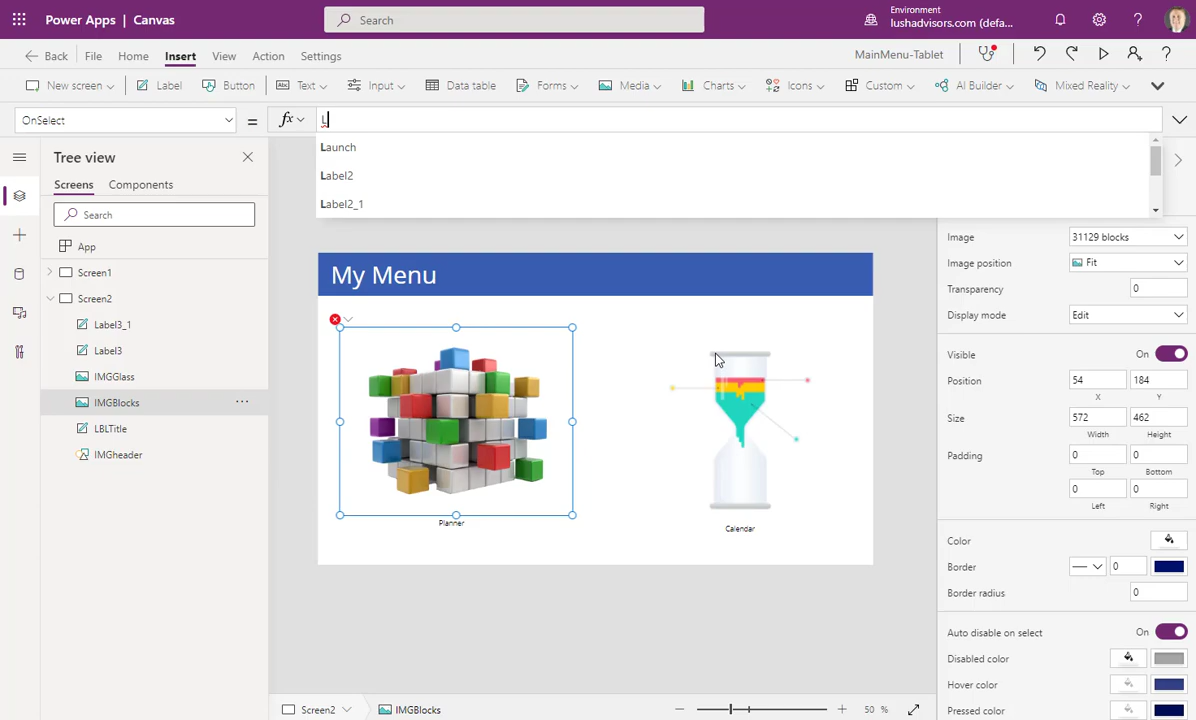 Power Apps | Canvas
Search
Environment
lushadvisors.com (defa...
Back
File
Home
Insert
View
Action
Settings
MainMenu-Tablet
New screen
Label
Button
Text
Input
Data table
Forms
Media
Charts
Icons
Custom
AI Builder
Mixed Reality
OnSelect
=
fx
L
Launch
Label2
Label2_1
Tree view
Screens
Components
Search
App
Screen1
Screen2
Label3_1
Label3
IMGGlass
IMGBlocks
...
LBLTitle
IMGheader
My Menu
Planner
Calendar
Image
31129 blocks
Image position
Fit
Transparency
0
Display mode
Edit
Visible
On
Position
54
184
X
Y
Size
572
462
Width
Height
Padding
0
0
Top
Bottom
0
0
Left
Right
Color
Border
0
Border radius
0
Auto disable on select
On
Disabled color
Hover color
Pressed color
Screen2
IMGBlocks
50 %